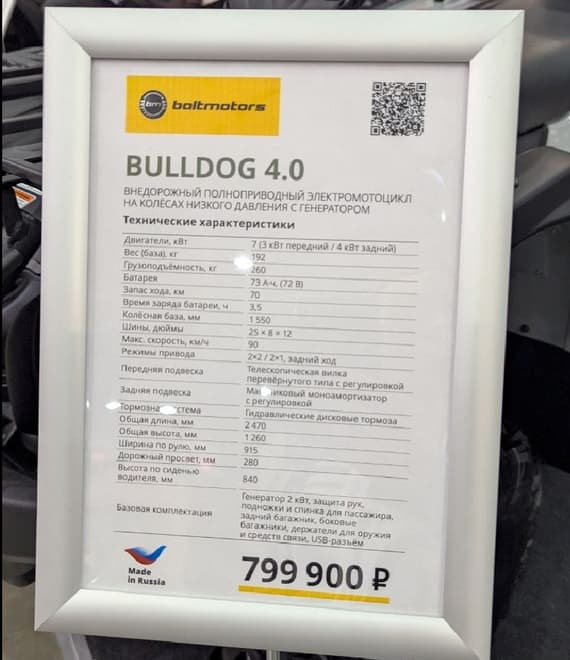 bm boltmotors
BULLDOG 4.0
ВНЕДОРОЖНЫЙ ПОЛНОПРИВОДНЫЙ ЭЛЕКТРОМОТОЦИКЛ
НА КОЛЁСАХ НИЗКОГО ДАВЛЕНИЯ С ГЕНЕРАТОРОМ
Технические характеристики
Двигатели, кВт 7 (3 кВт передний / 4 кВт задний)
Вес (база), кг 192
Грузоподъёмность, кг 260
Батарея 73 А·ч, (72 В)
Запас хода, км 70
Время заряда батареи, ч 3,5
Колёсная база, мм 1 550
Шины, дюймы 25 × 8 × 12
Макс. скорость, км/ч 90
Режимы привода 2×2 / 2×1, задний ход
Передняя подвеска Телескопическая вилка
перевёрнутого типа с регулировкой
Задняя подвеска моноамортизатор
с регулировкой
Гидравлические дисковые тормоза
Общая длина, мм 2 470
Общая высота, мм 1 260
Ширина по рулю, мм 915
Дорожный просвет, мм 280
Высота по сиденью
водителя, мм 840
Базовая комплектация Генератор 2 кВт, защита рук,
подножки и спинка для пассажира,
задний багажник, боковые
багажники, держатели для оружия
и средств связи, USB-разъём
Made
in Russia
799 900 ₽